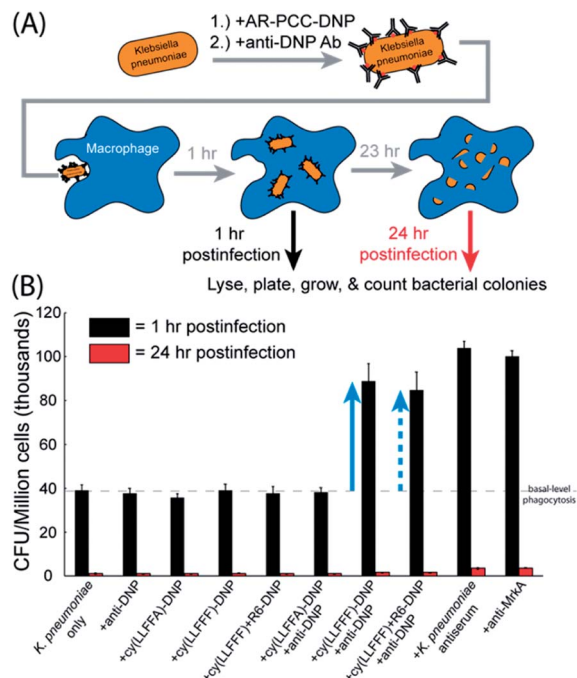 (A)
1.) +AR-PCC-DNP
2.) +anti-DNP Ab
Klebsiella
pneumoniae
Klebsiella
pneumoniae
Macrophage
1 hr
23 hr
1 hr
postinfection
24 hr
postinfection
Lyse, plate, grow, & count bacterial colonies
(B)
120
100
80
60
40
20
0
CFU/Million cells (thousands)
= 1 hr postinfection
= 24 hr postinfection
basal-level
phagocytosis
K. pneumoniae
only
+anti-DNP
+cy(LLFFA)-DNP
+cy(LLFFF)-DNP
+cy(LLFFF)+R6-DNP
+cy(LLFFA)-DNP
+anti-DNP
+cy(LLFFF)-DNP
+anti-DNP
+cy(LLFFF)+R6-DNP
+anti-DNP
+K. pneumoniae
antiserum
+anti-MrkA